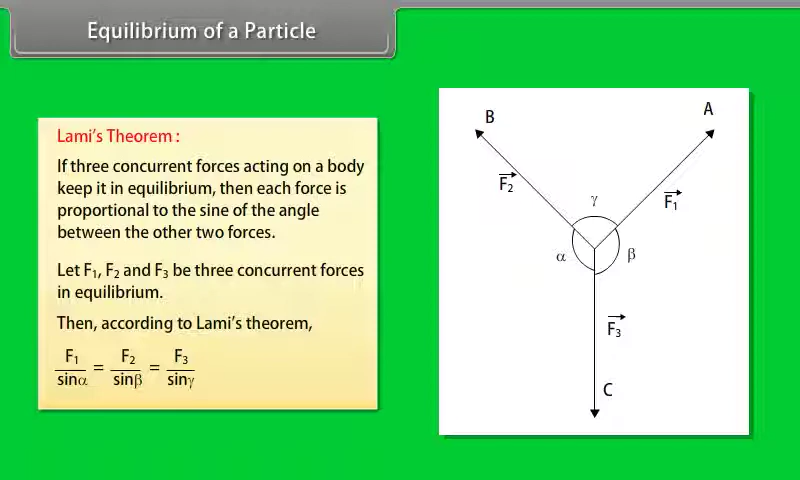 Equilibrium of a Particle
Lami's Theorem :
If three concurrent forces acting on a body
keep it in equilibrium, then each force is
proportional to the sine of the angle
between the other two forces.
Let F₁, F₂ and F₃ be three concurrent forces
in equilibrium.
Then, according to Lami's theorem,
F₁/sinα = F₂/sinβ = F₃/sinγ
B
A
F₂
F₁
γ
α
β
F₃
C